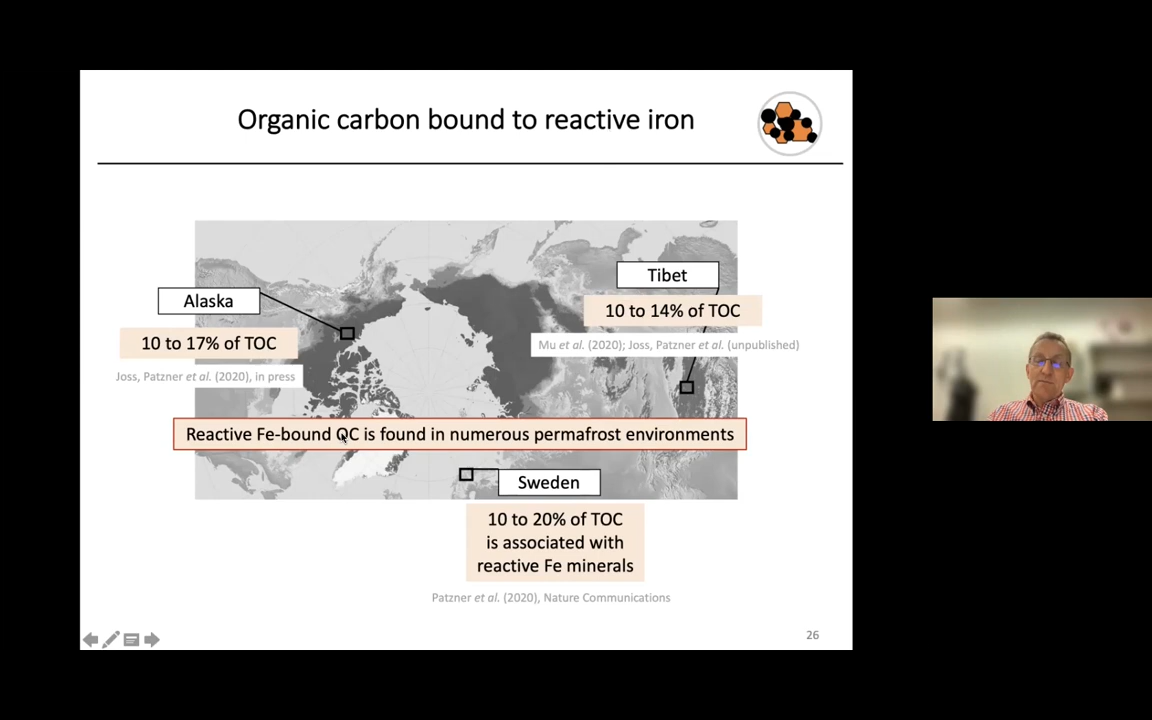 Organic carbon bound to reactive iron
Tibet
Alaska
10 to 14% of TOC
10 to 17% of TOC
Mu et al. (2020); Joss, Patzner et al. (unpublished)
Joss, Patzner et al. (2020), in press
Reactive Fe-bound OC is found in numerous permafrost environments
Sweden
10 to 20% of TOC
is associated with
reactive Fe minerals
Patzner et al. (2020), Nature Communications
26